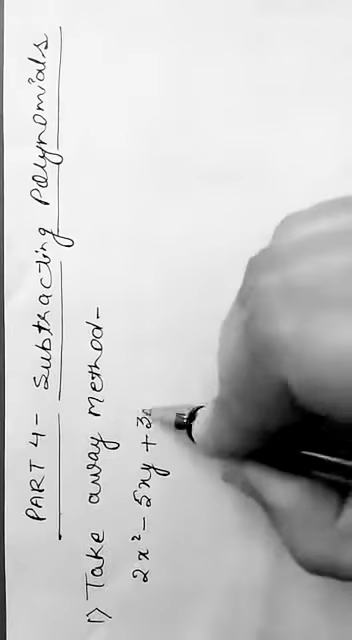 PART 4 - Subtracting Polynomials
1) Take away Method -
2x² - 5xy + 3